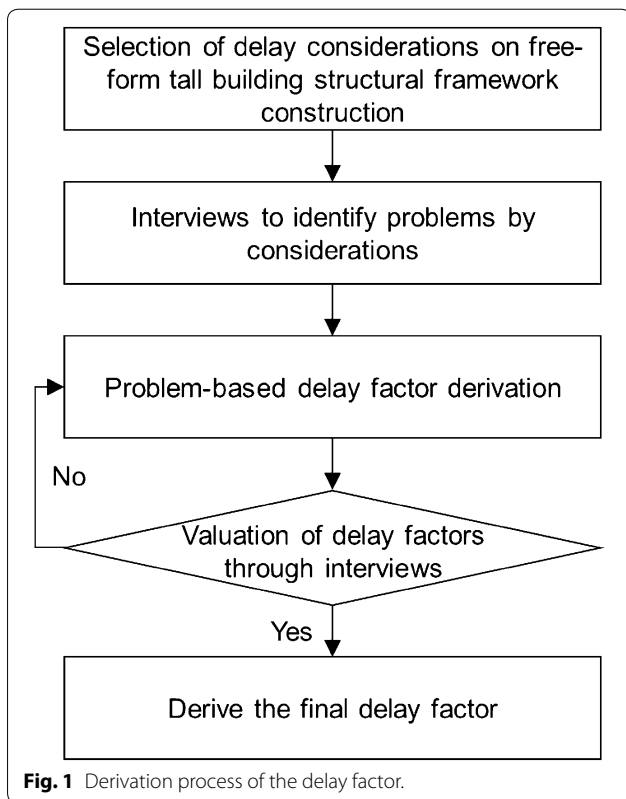 Selection of delay considerations on free-
form tall building structural framework
construction
Interviews to identify problems by
considerations
Problem-based delay factor derivation
No
Valuation of delay factors
through interviews
Yes
Derive the final delay factor
Fig. 1 Derivation process of the delay factor.